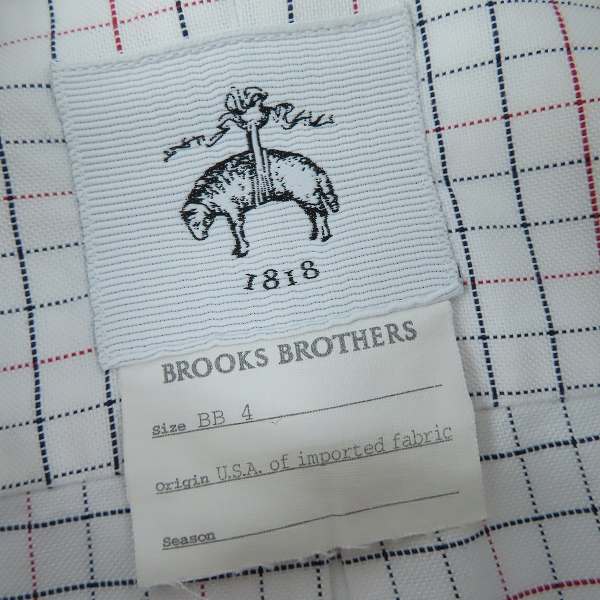 1818
BROOKS BROTHERS
Size BB 4
Origin U.S.A. of imported fabric
Season